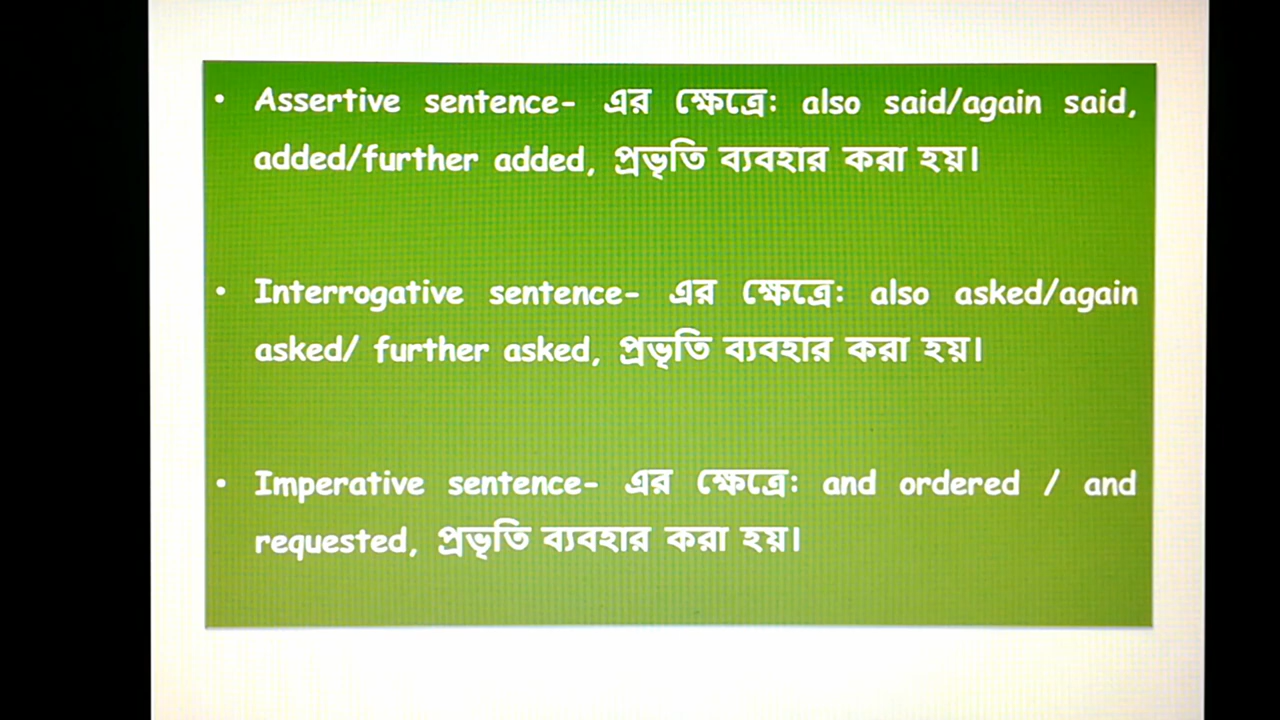 • Assertive sentence- এর ক্ষেত্রে: also said/again said,
added/further added, প্রভৃতি ব্যবহার করা হয়।
• Interrogative sentence- এর ক্ষেত্রে: also asked/again
asked/ further asked, প্রভৃতি ব্যবহার করা হয়।
• Imperative sentence- এর ক্ষেত্রে: and ordered / and
requested, প্রভৃতি ব্যবহার করা হয়।